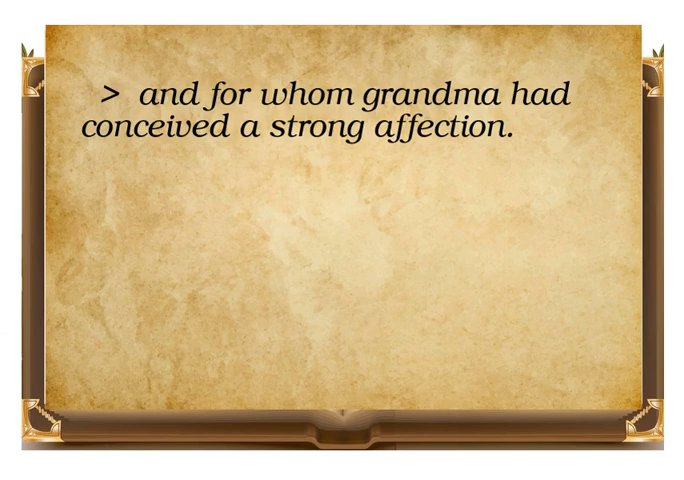 > and for whom grandma had
conceived a strong affection.